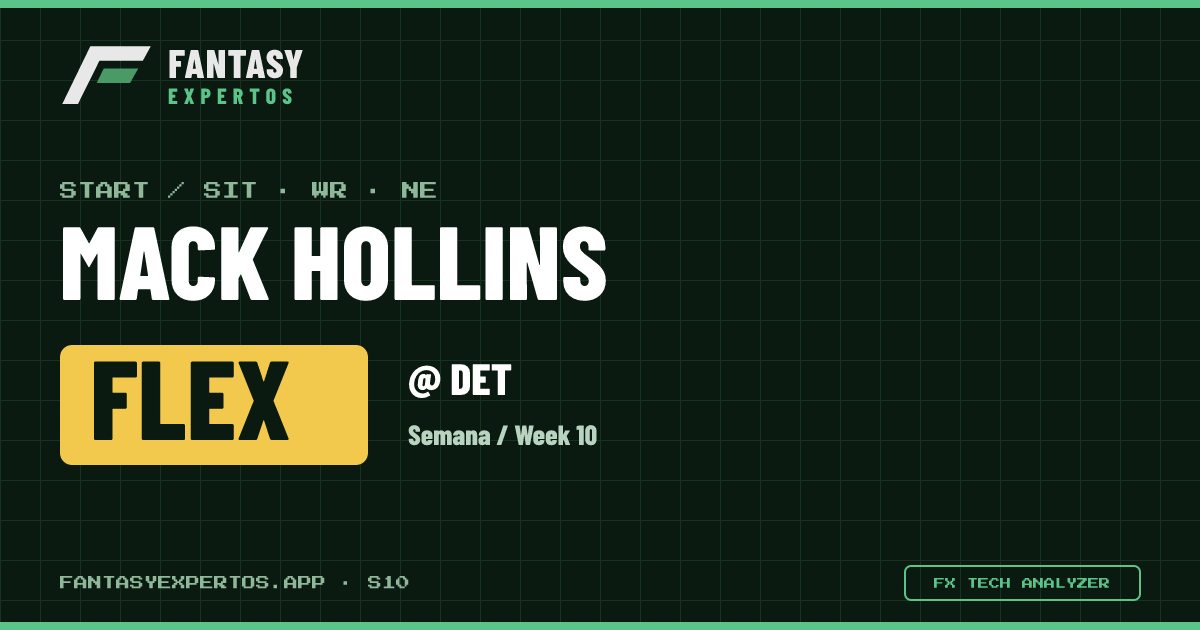 FANTASY
EXPERTOS
START / SIT · WR · NE
MACK HOLLINS
FLEX
@ DET
Semana / Week 10
FANTASYEXPERTOS.APP · S10
FX TECH ANALYZER